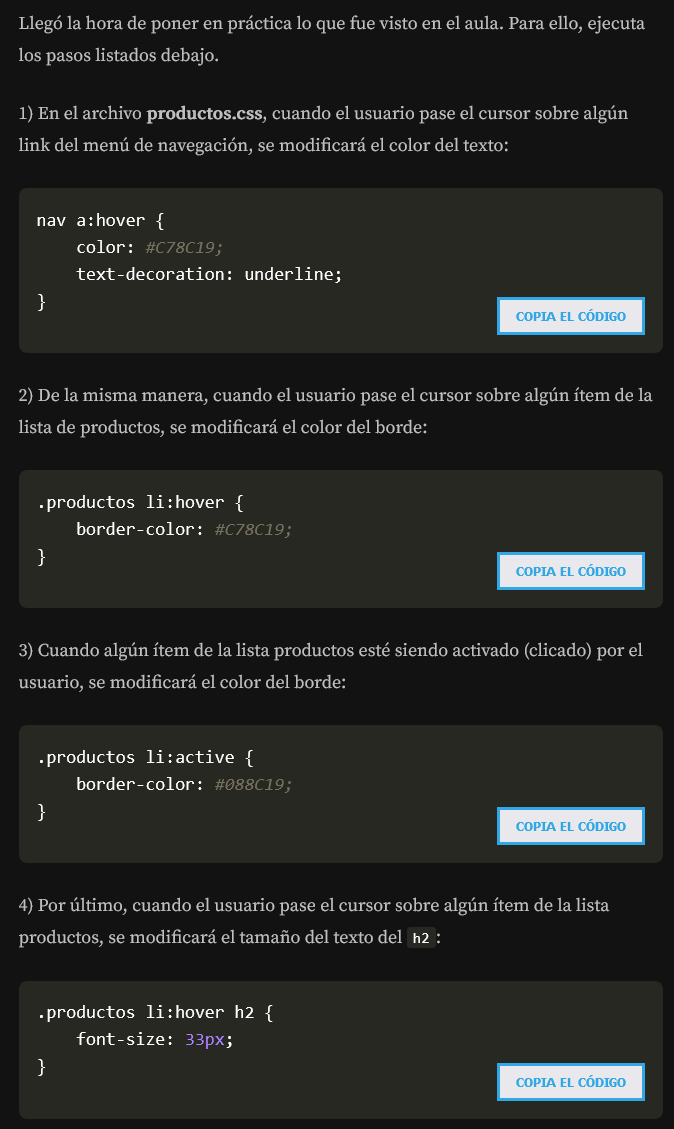 Llegó la hora de poner en práctica lo que fue visto en el aula. Para ello, ejecuta
los pasos listados debajo.
1) En el archivo productos.css, cuando el usuario pase el cursor sobre algún
link del menú de navegación, se modificará el color del texto:
nav a:hover {
    color: #C78C19;
    text-decoration: underline;
}
COPIA EL CÓDIGO
2) De la misma manera, cuando el usuario pase el cursor sobre algún ítem de la
lista de productos, se modificará el color del borde:
.productos li:hover {
    border-color: #C78C19;
}
COPIA EL CÓDIGO
3) Cuando algún ítem de la lista productos esté siendo activado (clicado) por el
usuario, se modificará el color del borde:
.productos li:active {
    border-color: #088C19;
}
COPIA EL CÓDIGO
4) Por último, cuando el usuario pase el cursor sobre algún ítem de la lista
productos, se modificará el tamaño del texto del h2:
.productos li:hover h2 {
    font-size: 33px;
}
COPIA EL CÓDIGO